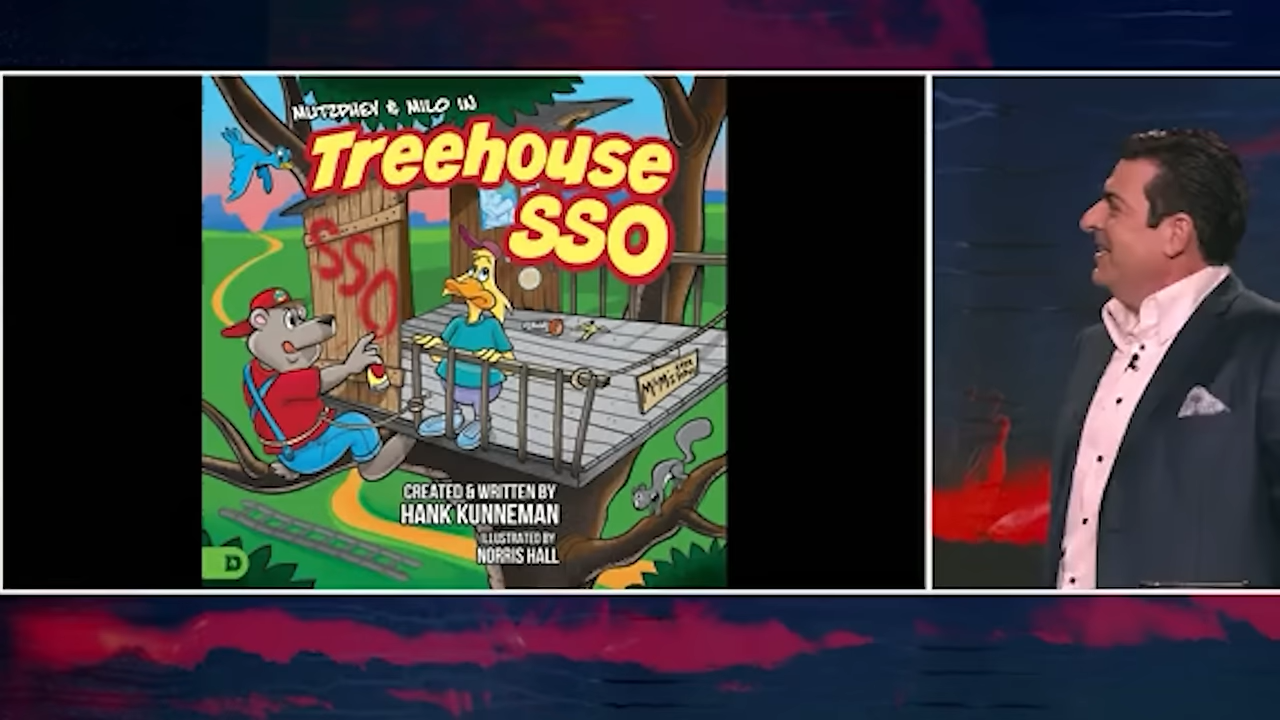 MUTZPHEY & MILO IN
Treehouse
SSO
SSO
CREATED & WRITTEN BY
HANK KUNNEMAN
ILLUSTRATED BY
NORRIS HALL